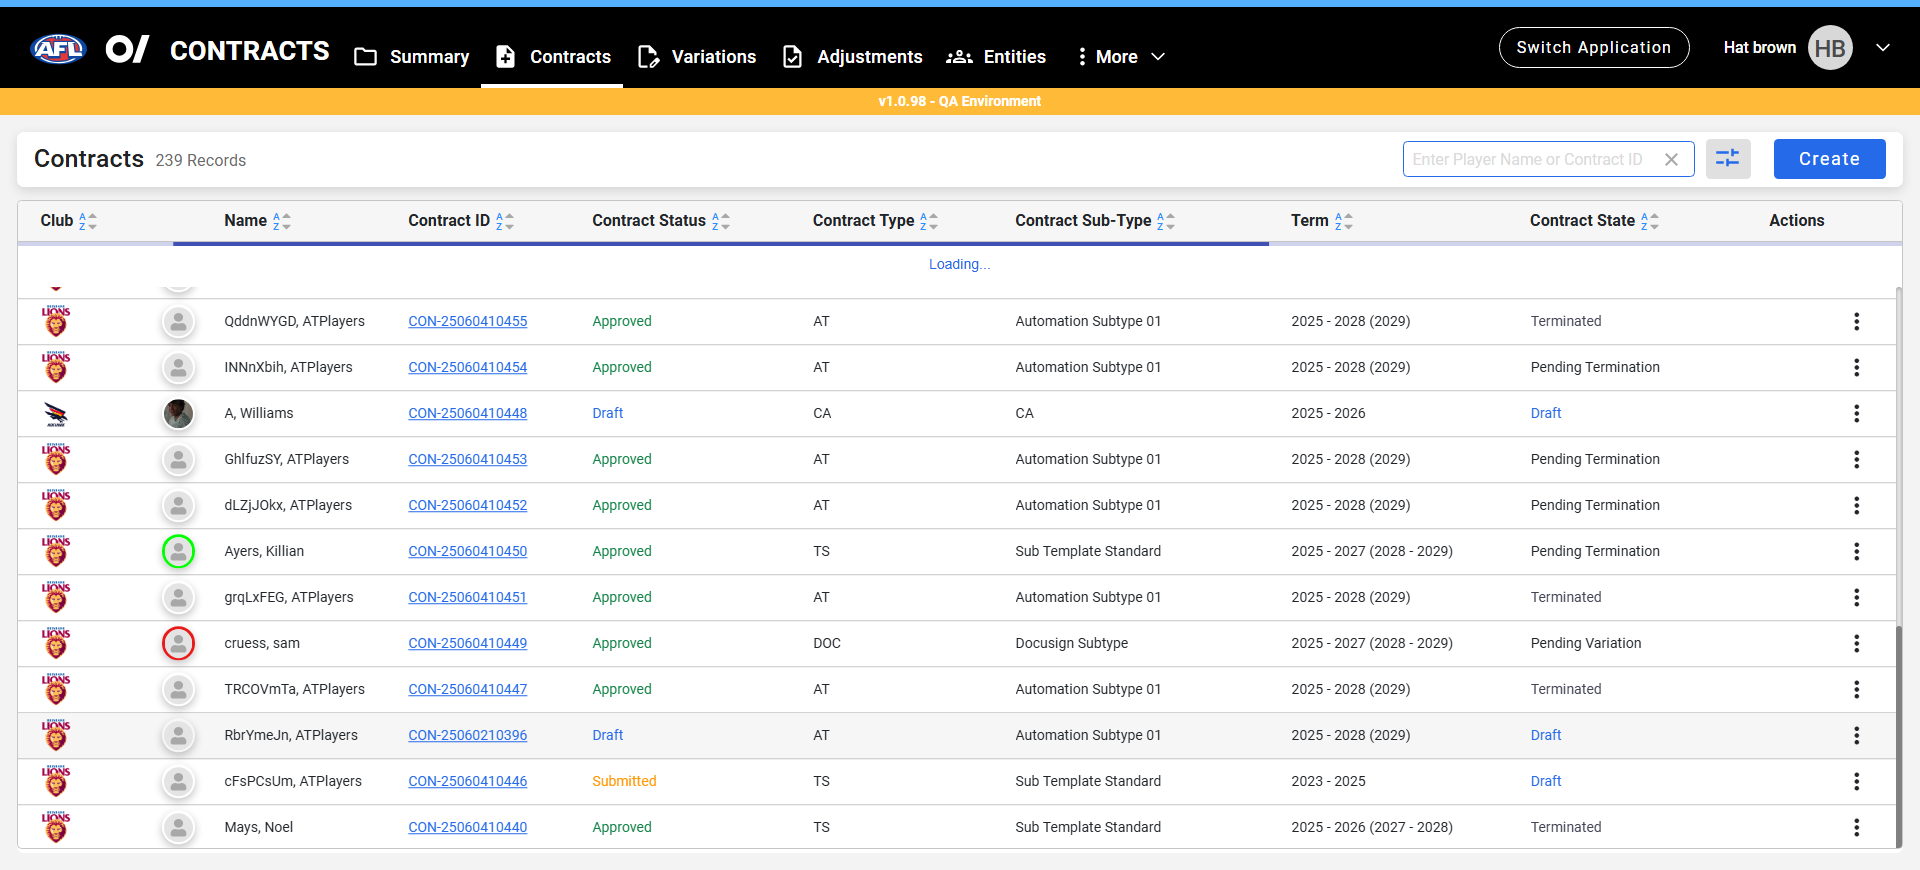 AFL CONTRACTS Summary Contracts Variations Adjustments Entities More Switch Application Hat brown HB
v1.0.98 - QA Environment
Contracts 239 Records Enter Player Name or Contract ID Create
Club Name Contract ID Contract Status Contract Type Contract Sub-Type Term Contract State Actions
Loading...
LIONS QddnWYGD, ATPlayers CON-25060410455 Approved AT Automation Subtype 01 2025 - 2028 (2029) Terminated
LIONS INNnXbih, ATPlayers CON-25060410454 Approved AT Automation Subtype 01 2025 - 2028 (2029) Pending Termination
A, Williams CON-25060410448 Draft CA CA 2025 - 2026 Draft
LIONS GhlfuzSY, ATPlayers CON-25060410453 Approved AT Automation Subtype 01 2025 - 2028 (2029) Pending Termination
LIONS dLZjJOkx, ATPlayers CON-25060410452 Approved AT Automation Subtype 01 2025 - 2028 (2029) Pending Termination
LIONS Ayers, Killian CON-25060410450 Approved TS Sub Template Standard 2025 - 2027 (2028 - 2029) Pending Termination
LIONS grqLxFEG, ATPlayers CON-25060410451 Approved AT Automation Subtype 01 2025 - 2028 (2029) Terminated
LIONS cruess, sam CON-25060410449 Approved DOC Docusign Subtype 2025 - 2027 (2028 - 2029) Pending Variation
LIONS TRCOVmTa, ATPlayers CON-25060410447 Approved AT Automation Subtype 01 2025 - 2028 (2029) Terminated
LIONS RbrYmeJn, ATPlayers CON-25060210396 Draft AT Automation Subtype 01 2025 - 2028 (2029) Draft
LIONS cFsPCsUm, ATPlayers CON-25060410446 Submitted TS Sub Template Standard 2023 - 2025 Draft
LIONS Mays, Noel CON-25060410440 Approved TS Sub Template Standard 2025 - 2026 (2027 - 2028) Terminated